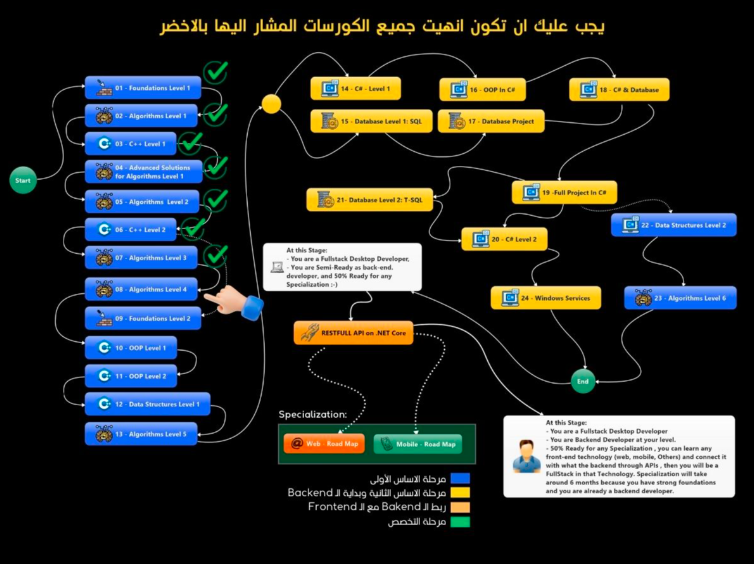 يجب عليك ان تكون انهيت جميع الكورسات المشار اليها بالاخضر
Start
01 - Foundations Level 1
02 - Algorithms Level 1
03 - C++ Level 1
04 - Advanced Solutions
for Algorithms Level 1
05 - Algorithms Level 2
06 - C++ Level 2
07 - Algorithms Level 3
08 - Algorithms Level 4
09 - Foundations Level 2
10 - OOP Level 1
11 - OOP Level 2
12 - Data Structures Level 1
13 - Algorithms Level 5
14 - C# - Level 1
15 - Database Level 1: SQL
16 - OOP In C#
17 - Database Project
18 - C# & Database
19 -Full Project In C#
21- Database Level 2: T-SQL
20 - C# Level 2
22 - Data Structures Level 2
24 - Windows Services
23 - Algorithms Level 6
End
At this Stage:
- You are a Fullstack Desktop Developer,
- You are Semi-Ready as back-end.
developer, and 50% Ready for any
Specialization :-)
RESTFULL API on .NET Core
Specialization:
Web - Road Map
Mobile - Road Map
At this Stage:
- You are a Fullstack Desktop Developer
- You are Backend Developer at your level.
- 50% Ready for any Specialization , you can learn any
front-end technology (web, mobile, Others) and connect it
with what the backend through APIs , then you will be a
FullStack in that Technology. Specialization will take
around 6 months because you have strong foundations
and you are already a backend developer.
مرحلة الاساس الأولى
مرحلة الاساس الثانية وبداية الـ Backend
ربط الـ Bakend مع الـ Frontend
مرحلة التخصص